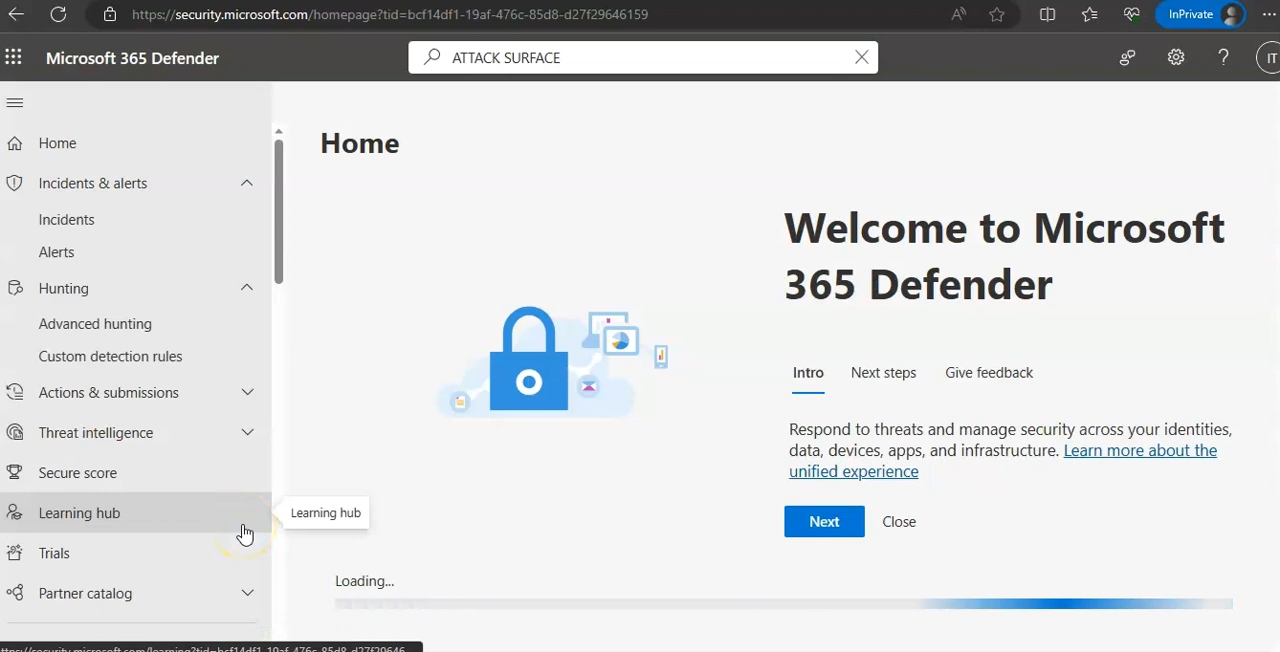 https://security.microsoft.com/homepage?tid=bcf14df1-19af-476c-85d8-d27f29646159
InPrivate
Microsoft 365 Defender
ATTACK SURFACE
IT
Home
Incidents & alerts
Incidents
Alerts
Hunting
Advanced hunting
Custom detection rules
Actions & submissions
Threat intelligence
Secure score
Learning hub
Learning hub
Trials
Partner catalog
Home
Welcome to Microsoft
365 Defender
Intro Next steps Give feedback
Respond to threats and manage security across your identities,
data, devices, apps, and infrastructure. Learn more about the
unified experience
Next Close
Loading...